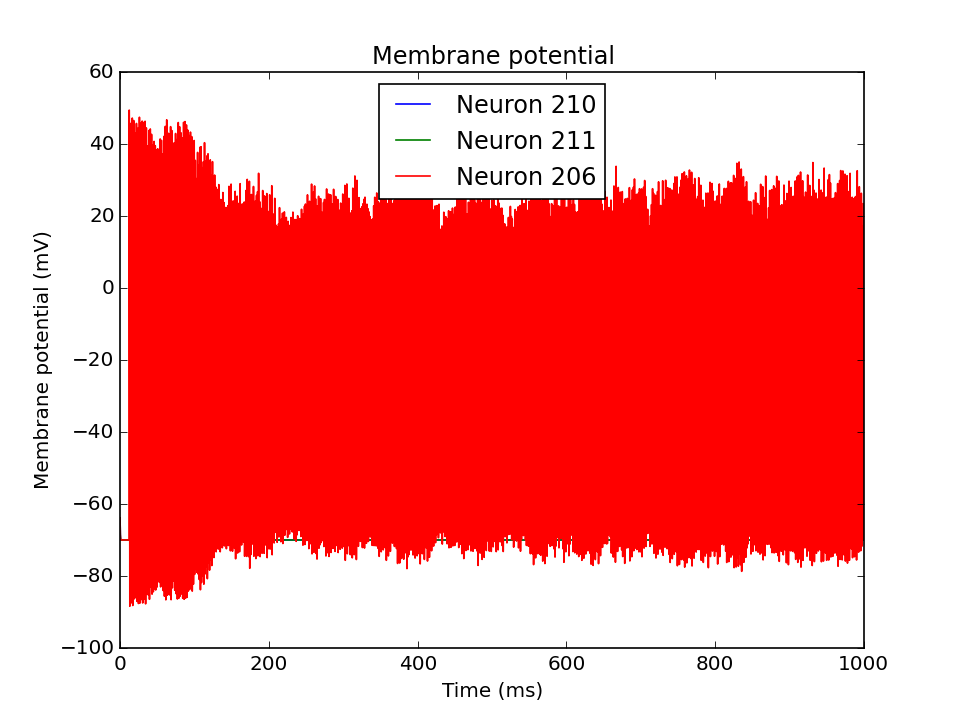 Membrane potential
60
40
20
0
−20
−40
−60
−80
−100
Membrane potential (mV)
Neuron 210
Neuron 211
Neuron 206
0 200 400 600 800 1000
Time (ms)